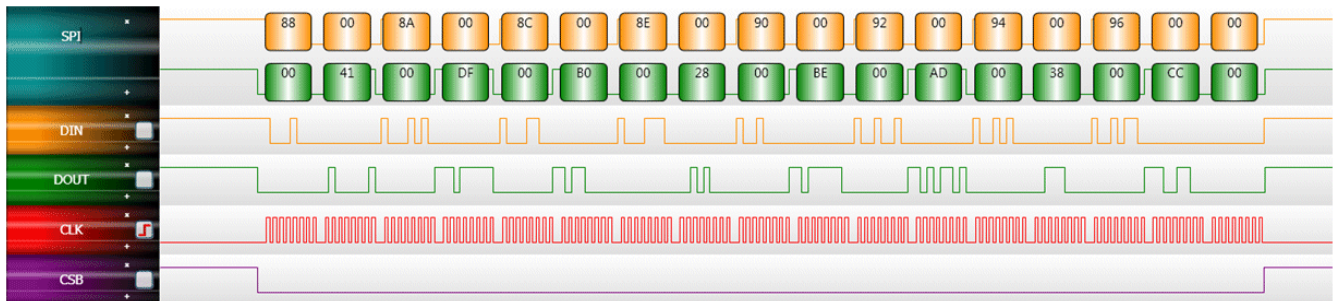 SPI
88 00 8A 00 8C 00 8E 00 90 00 92 00 94 00 96 00 00
00 41 00 DF 00 B0 00 28 00 BE 00 AD 00 38 00 CC 00
DIN
DOUT
CLK
CSB